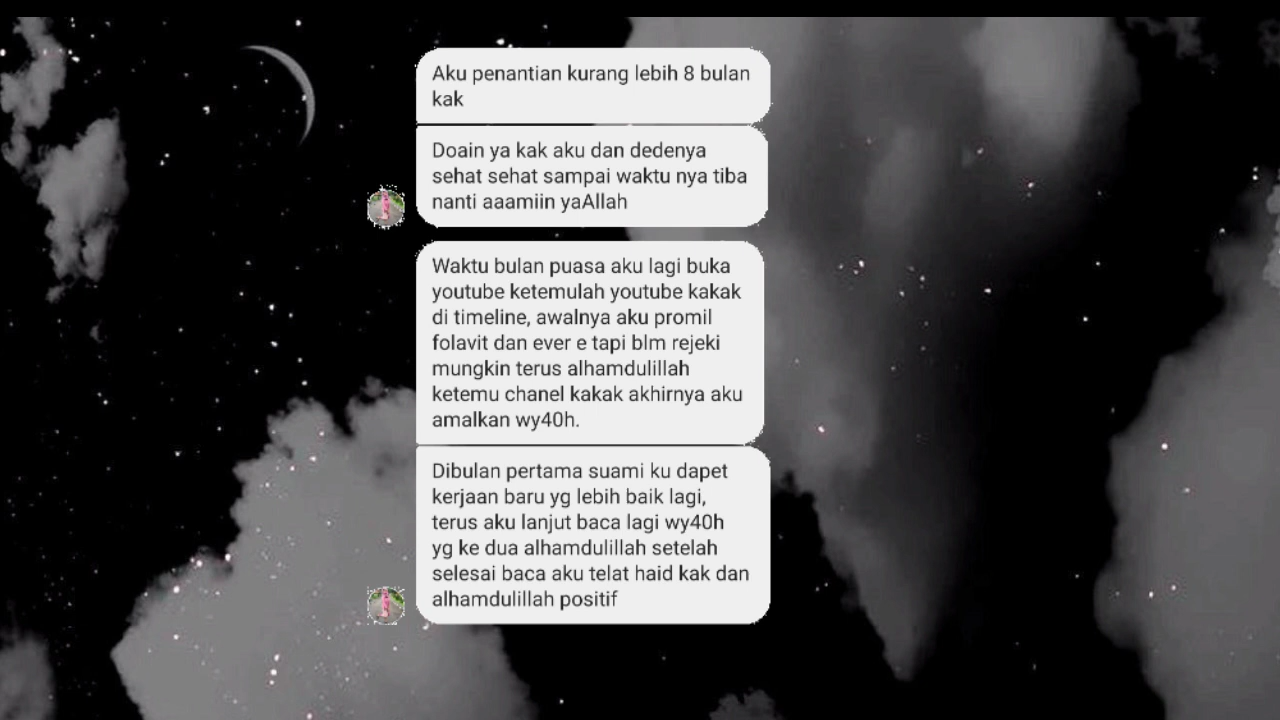 Aku penantian kurang lebih 8 bulan
kak
Doain ya kak aku dan dedenya
sehat sehat sampai waktu nya tiba
nanti aaamiin yaAllah
Waktu bulan puasa aku lagi buka
youtube ketemulah youtube kakak
di timeline, awalnya aku promil
folavit dan ever e tapi blm rejeki
mungkin terus alhamdulillah
ketemu chanel kakak akhirnya aku
amalkan wy40h.
Dibulan pertama suami ku dapet
kerjaan baru yg lebih baik lagi,
terus aku lanjut baca lagi wy40h
yg ke dua alhamdulillah setelah
selesai baca aku telat haid kak dan
alhamdulillah positif